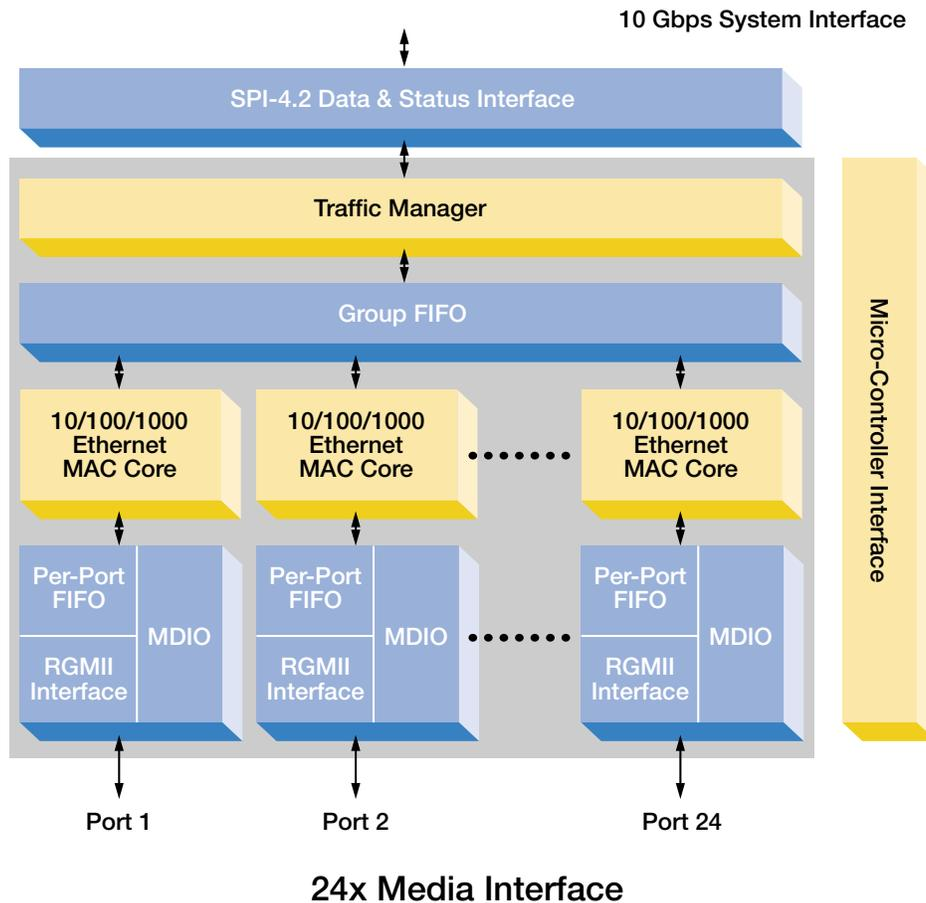 10 Gbps System Interface
SPI-4.2 Data & Status Interface
Traffic Manager
Group FIFO
10/100/1000
Ethernet
MAC Core
10/100/1000
Ethernet
MAC Core
10/100/1000
Ethernet
MAC Core
Per-Port
FIFO
MDIO
RGMII
Interface
Per-Port
FIFO
MDIO
RGMII
Interface
Per-Port
FIFO
MDIO
RGMII
Interface
Micro-Controller Interface
Port 1
Port 2
Port 24
24x Media Interface